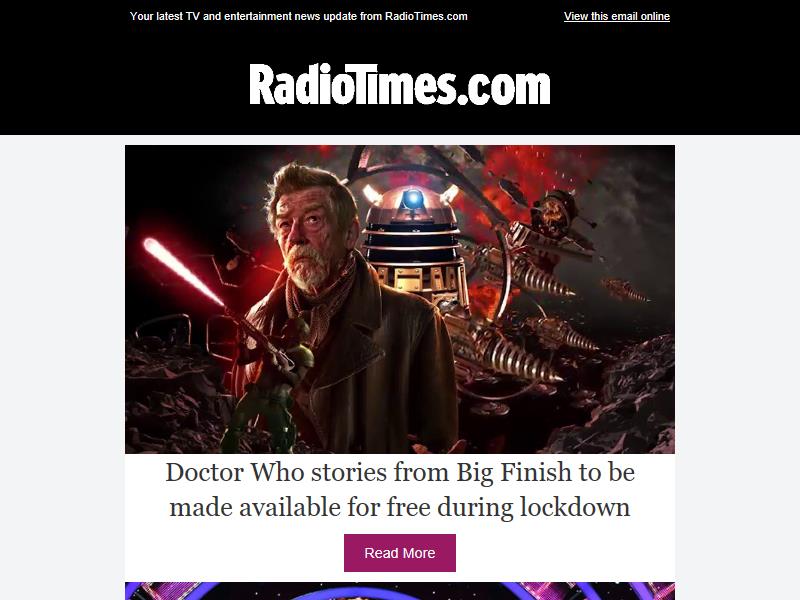 Your latest TV and entertainment news update from RadioTimes.com
View this email online
RadioTimes.com
Doctor Who stories from Big Finish to be
made available for free during lockdown
Read More